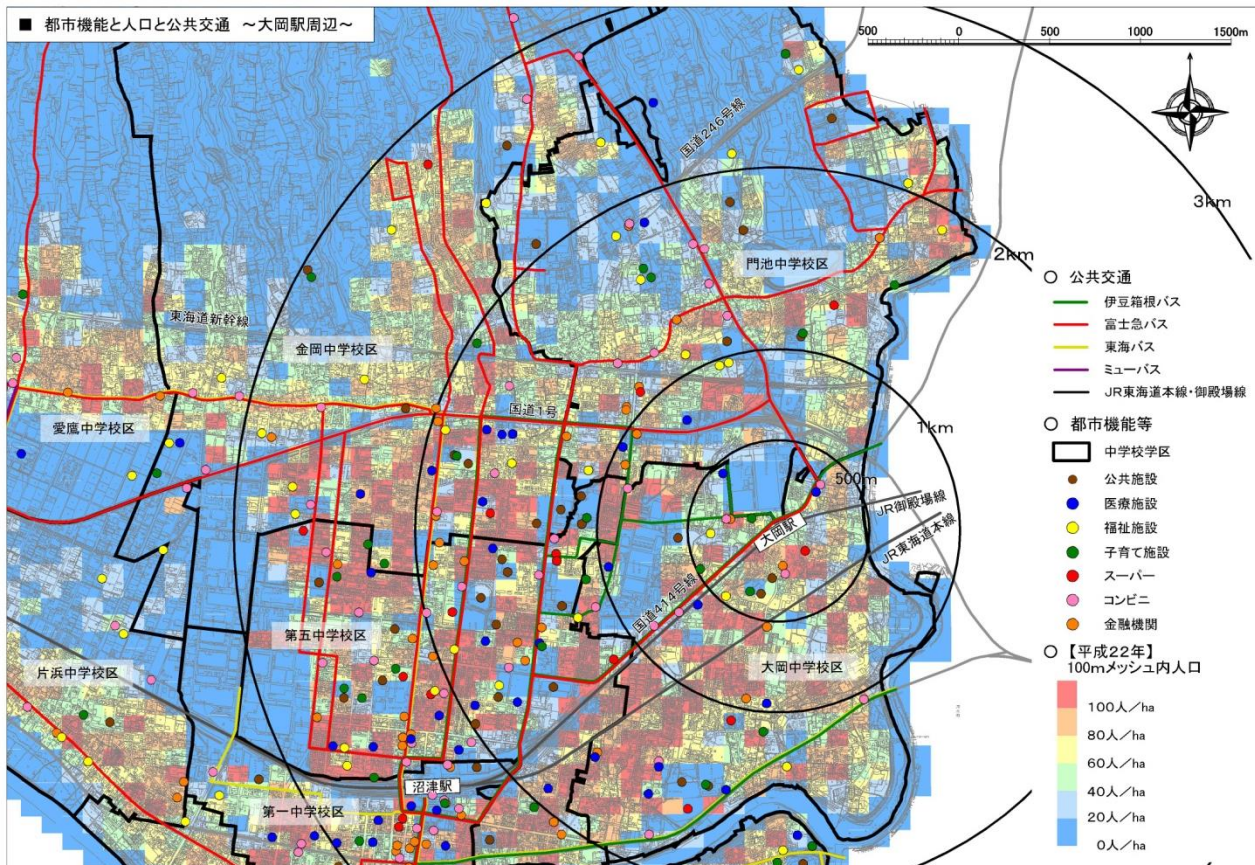 ■ 都市機能と人口と公共交通 ～大岡駅周辺～
500 0 500 1000 1500m
国道246号線
3km
2km
1km
500m
門池中学校区
東海道新幹線
金岡中学校区
国道1号
愛鷹中学校区
JR御殿場線
大岡駅
JR東海道本線
国道414号線
第五中学校区
大岡中学校区
片浜中学校区
沼津駅
第一中学校区
○ 公共交通
伊豆箱根バス
富士急バス
東海バス
ミューバス
JR東海道本線・御殿場線
○ 都市機能等
中学校学区
公共施設
医療施設
福祉施設
子育て施設
スーパー
コンビニ
金融機関
○【平成22年】
100mメッシュ内人口
100人／ha
80人／ha
60人／ha
40人／ha
20人／ha
0人／ha